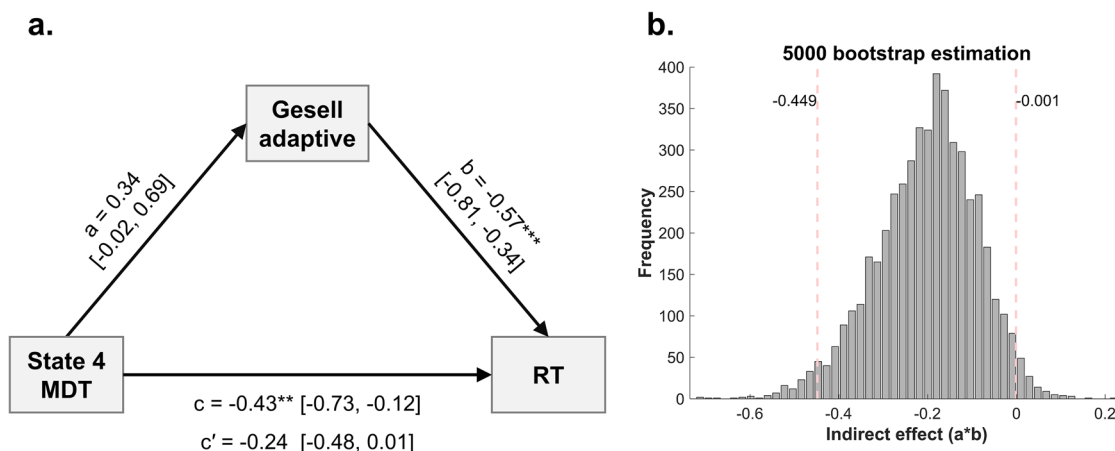 a.
Gesell
adaptive
a = 0.34
[-0.02, 0.69]
b = -0.57***
[-0.81, -0.34]
State 4
MDT
RT
c = -0.43** [-0.73, -0.12]
c′ = -0.24 [-0.48, 0.01]
b.
5000 bootstrap estimation
400
350
300
250
200
150
100
50
0
Frequency
-0.449
-0.001
-0.6
-0.4
-0.2
0
0.2
Indirect effect (a*b)